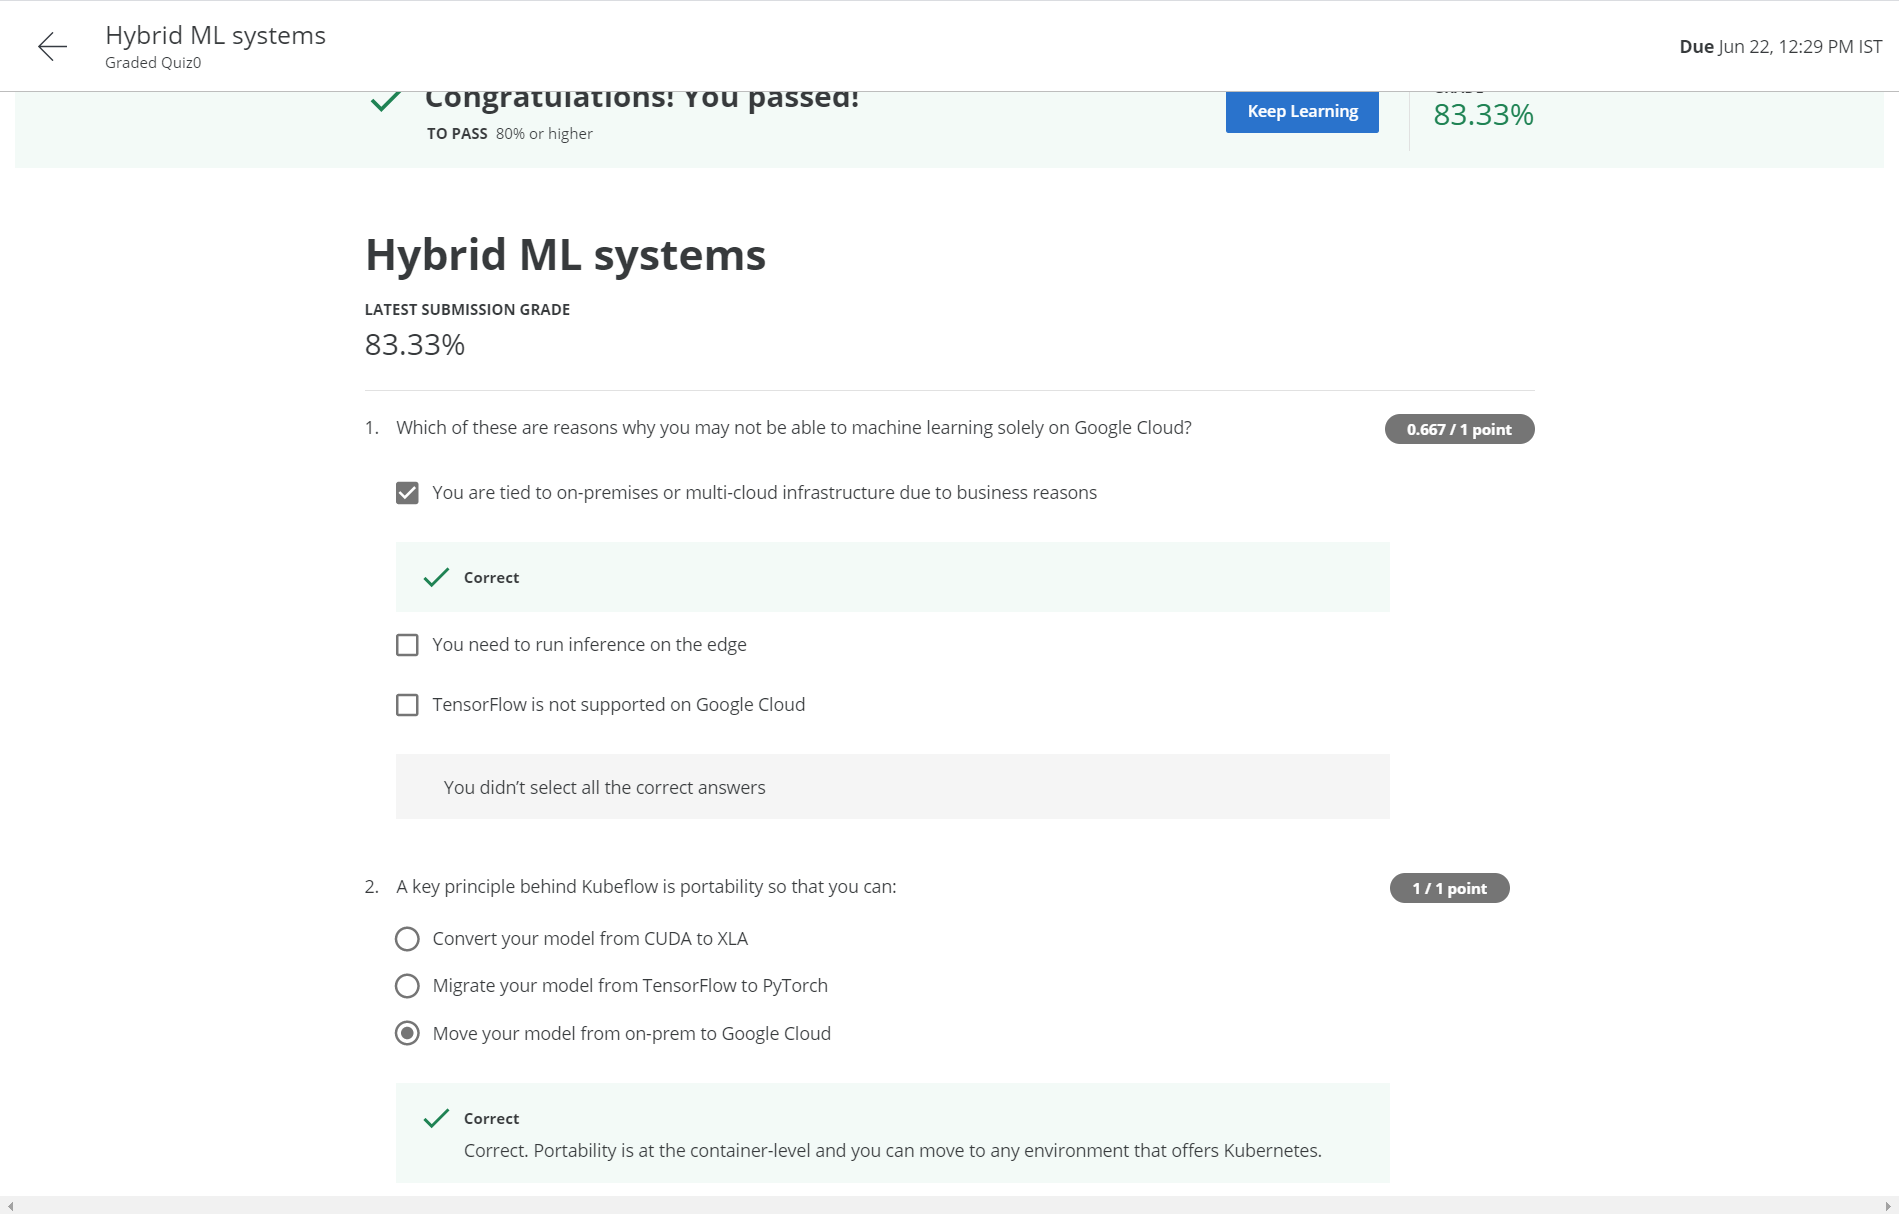 Hybrid ML systems
Graded Quiz0
Due Jun 22, 12:29 PM IST
Congratulations! You passed!
TO PASS 80% or higher
Keep Learning
GRADE
83.33%
Hybrid ML systems
LATEST SUBMISSION GRADE
83.33%
1. Which of these are reasons why you may not be able to machine learning solely on Google Cloud?
0.667 / 1 point
You are tied to on-premises or multi-cloud infrastructure due to business reasons
Correct
You need to run inference on the edge
TensorFlow is not supported on Google Cloud
You didn’t select all the correct answers
2. A key principle behind Kubeflow is portability so that you can:
1 / 1 point
Convert your model from CUDA to XLA
Migrate your model from TensorFlow to PyTorch
Move your model from on-prem to Google Cloud
Correct
Correct. Portability is at the container-level and you can move to any environment that offers Kubernetes.